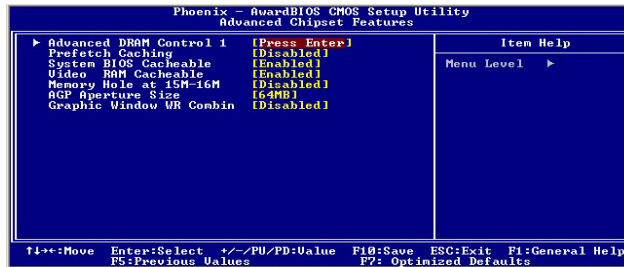 Phoenix - AwardBIOS CMOS Setup Utility
Advanced Chipset Features
▶ Advanced DRAM Control 1 [Press Enter]
Prefetch Caching [Disabled]
System BIOS Cacheable [Enabled]
Video RAM Cacheable [Enabled]
Memory Hole at 15M-16M [Disabled]
AGP Aperture Size [64MB]
Graphic Window WR Combin [Disabled]
Item Help
Menu Level ▶
↑↓→←:Move Enter:Select +/-/PU/PD:Value F10:Save ESC:Exit F1:General Help
F5:Previous Values F7: Optimized Defaults